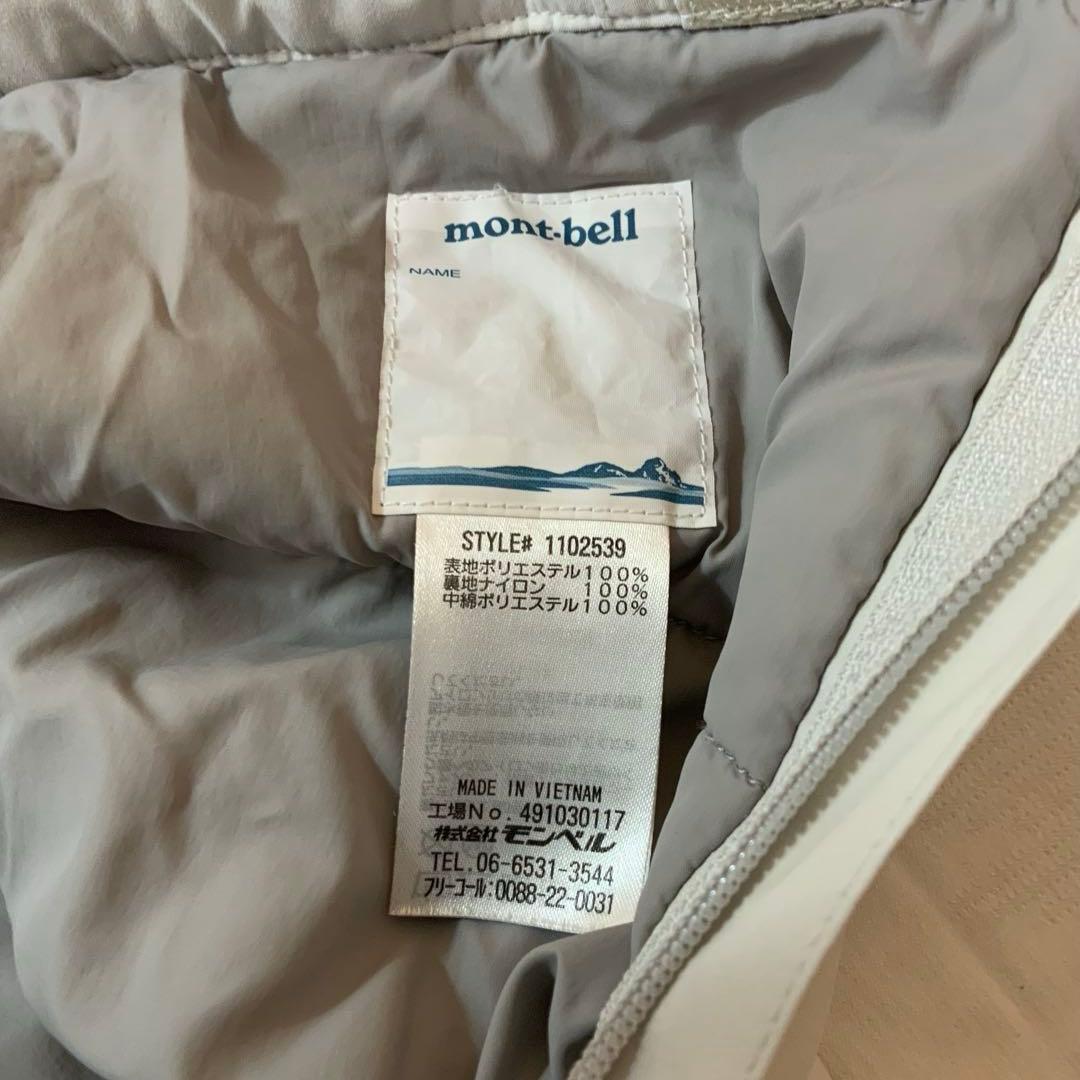 mont-bell
NAME
STYLE# 1102539
表地ポリエステル100%
裏地ナイロン 100%
中綿ポリエステル100%
MADE IN VIETNAM
工場No.491030117
株式会社モンベル
TEL.06-6531-3544
フリーコール:0088-22-0031